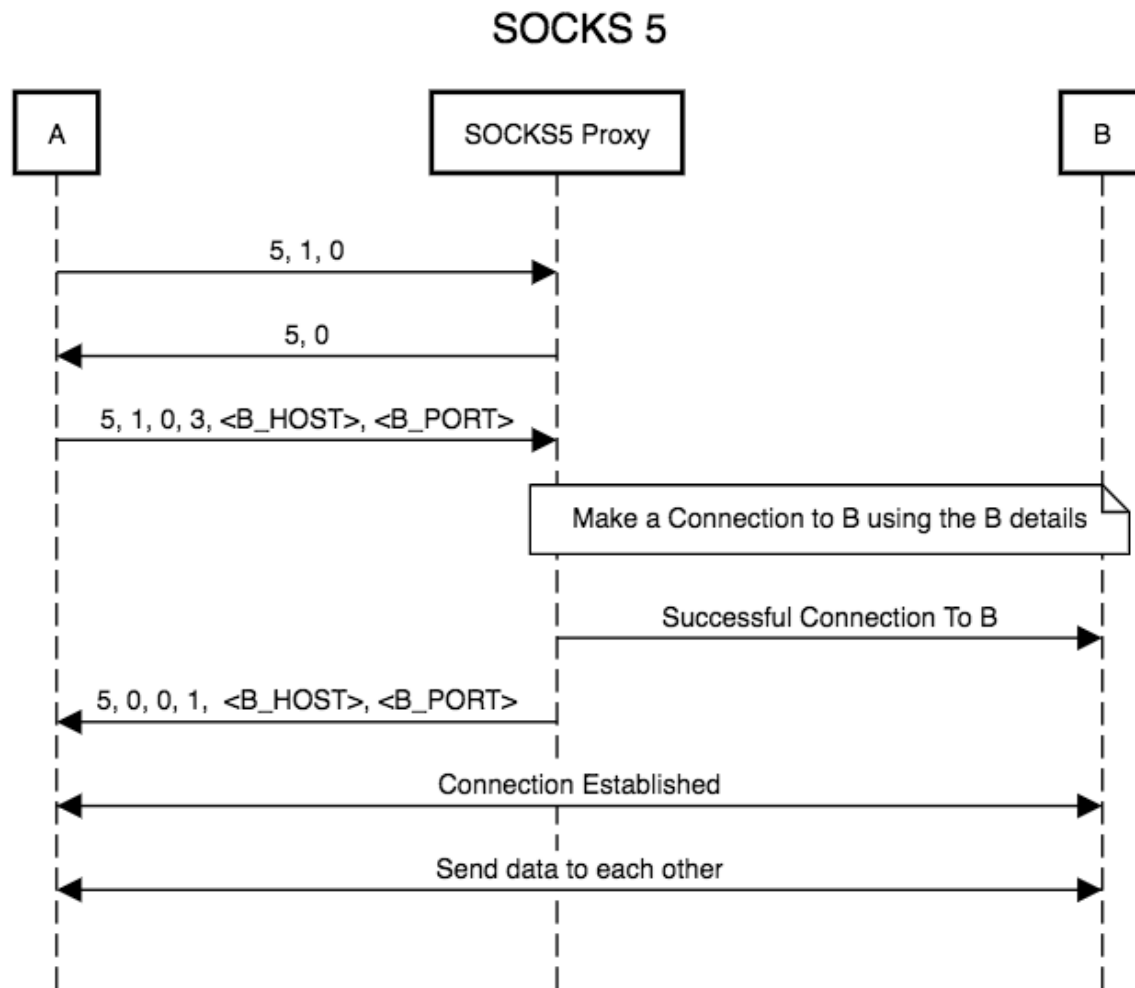 SOCKS 5
A
SOCKS5 Proxy
B
5, 1, 0
5, 0
5, 1, 0, 3, <B_HOST>, <B_PORT>
Make a Connection to B using the B details
Successful Connection To B
5, 0, 0, 1, <B_HOST>, <B_PORT>
Connection Established
Send data to each other